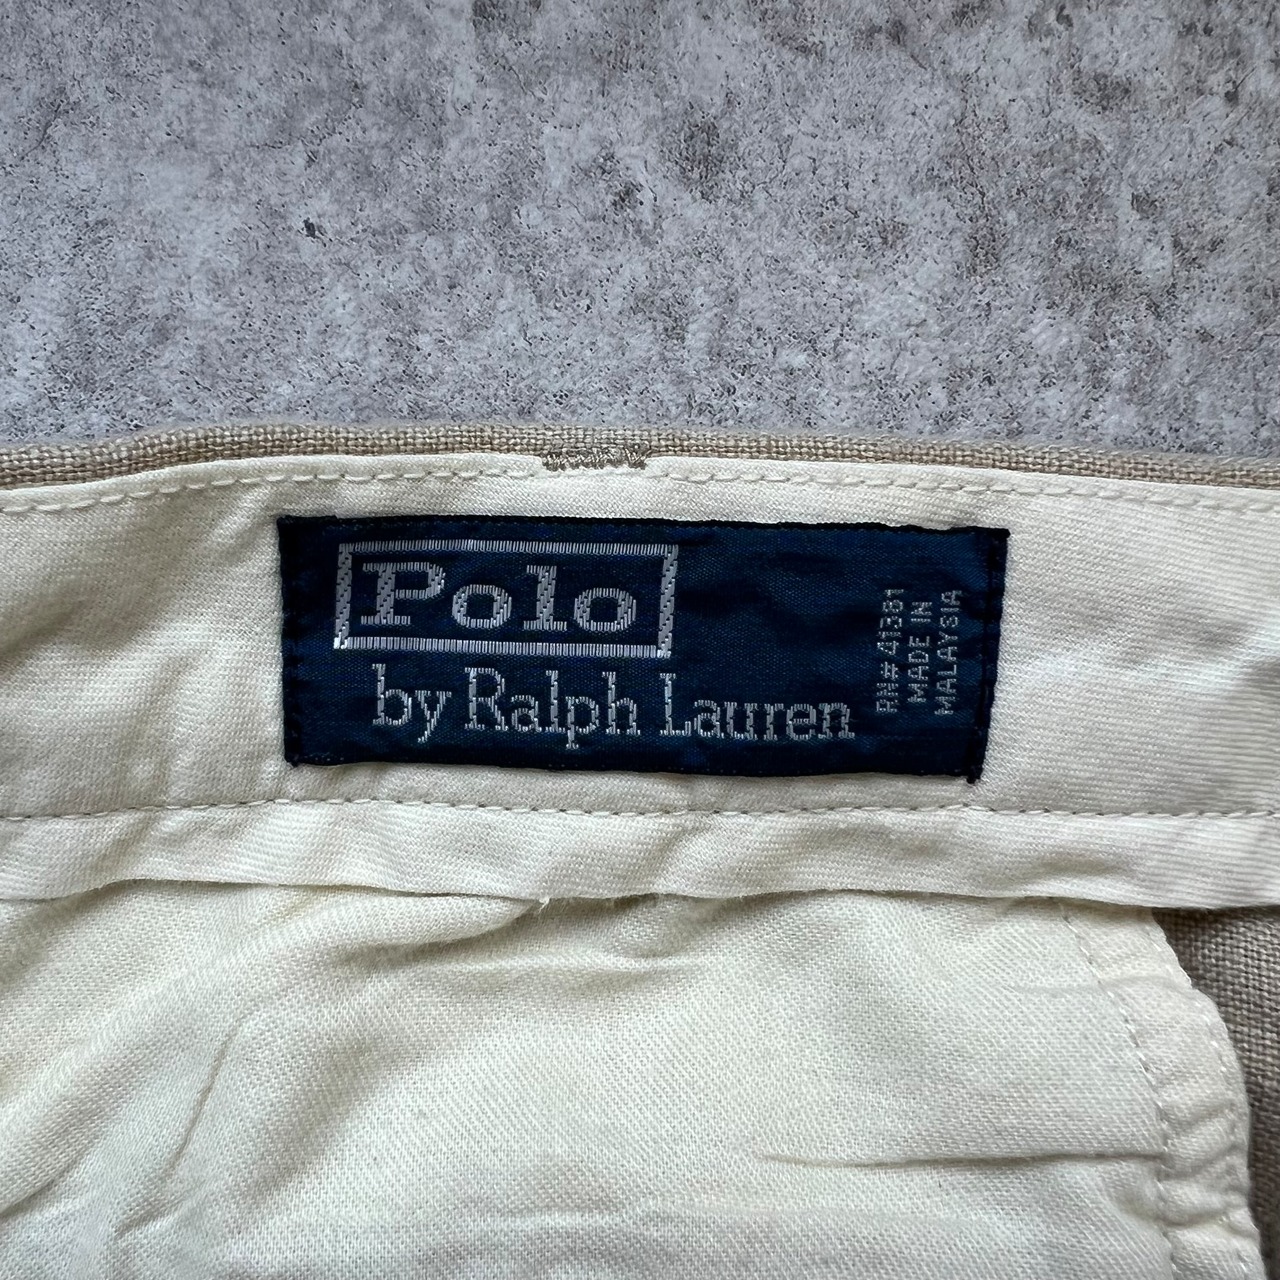 Polo
by Ralph Lauren
RN# 41381
MADE IN
MALAYSIA